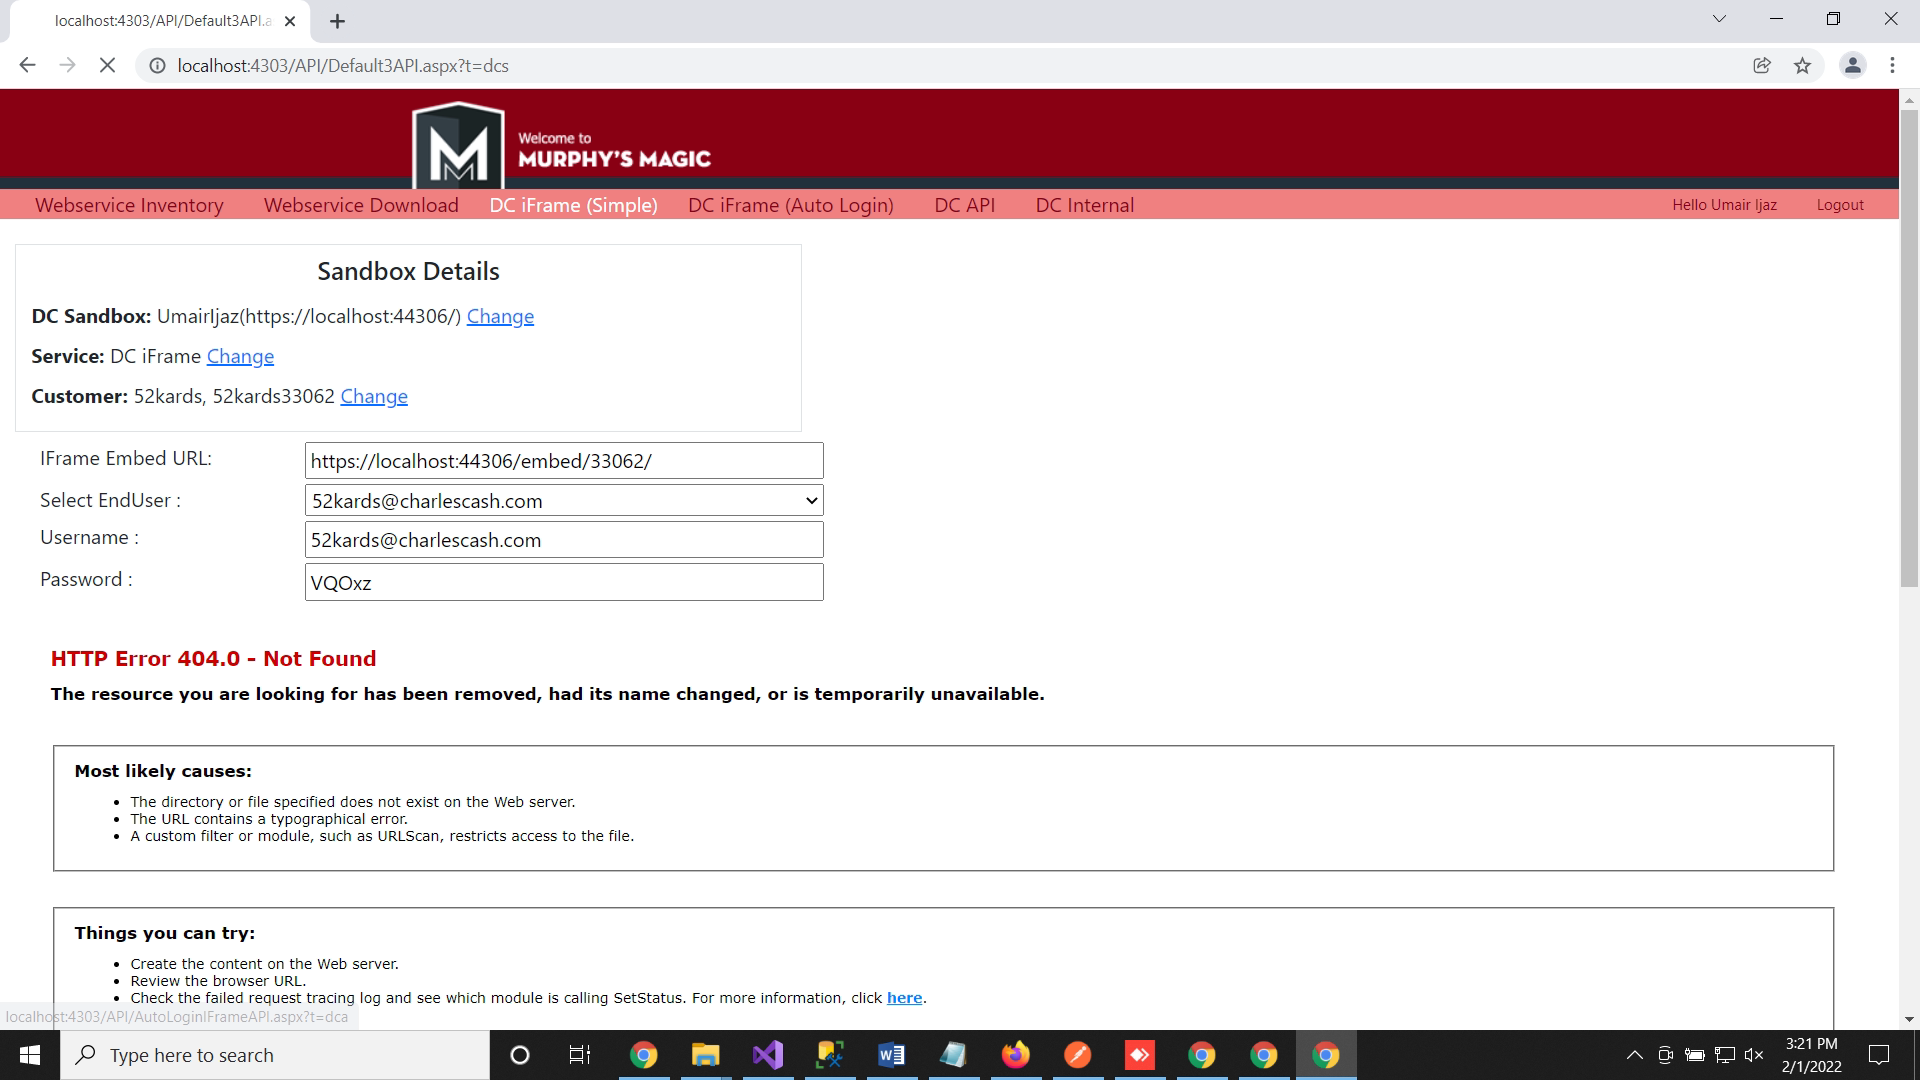 localhost:4303/API/Default3API.a
localhost:4303/API/Default3API.aspx?t=dcs
Welcome to
MURPHY'S MAGIC
Webservice Inventory Webservice Download DC iFrame (Simple) DC iFrame (Auto Login) DC API DC Internal Hello Umair Ijaz Logout
Sandbox Details
DC Sandbox: UmairIjaz(https://localhost:44306/) Change
Service: DC iFrame Change
Customer: 52kards, 52kards33062 Change
IFrame Embed URL: https://localhost:44306/embed/33062/
Select EndUser : 52kards@charlescash.com
Username : 52kards@charlescash.com
Password : VQOxz
HTTP Error 404.0 - Not Found
The resource you are looking for has been removed, had its name changed, or is temporarily unavailable.
Most likely causes:
• The directory or file specified does not exist on the Web server.
• The URL contains a typographical error.
• A custom filter or module, such as URLScan, restricts access to the file.
Things you can try:
• Create the content on the Web server.
• Review the browser URL.
• Check the failed request tracing log and see which module is calling SetStatus. For more information, click here.
localhost:4303/API/AutoLoginIFrameAPI.aspx?t=dca
Type here to search
3:21 PM
2/1/2022